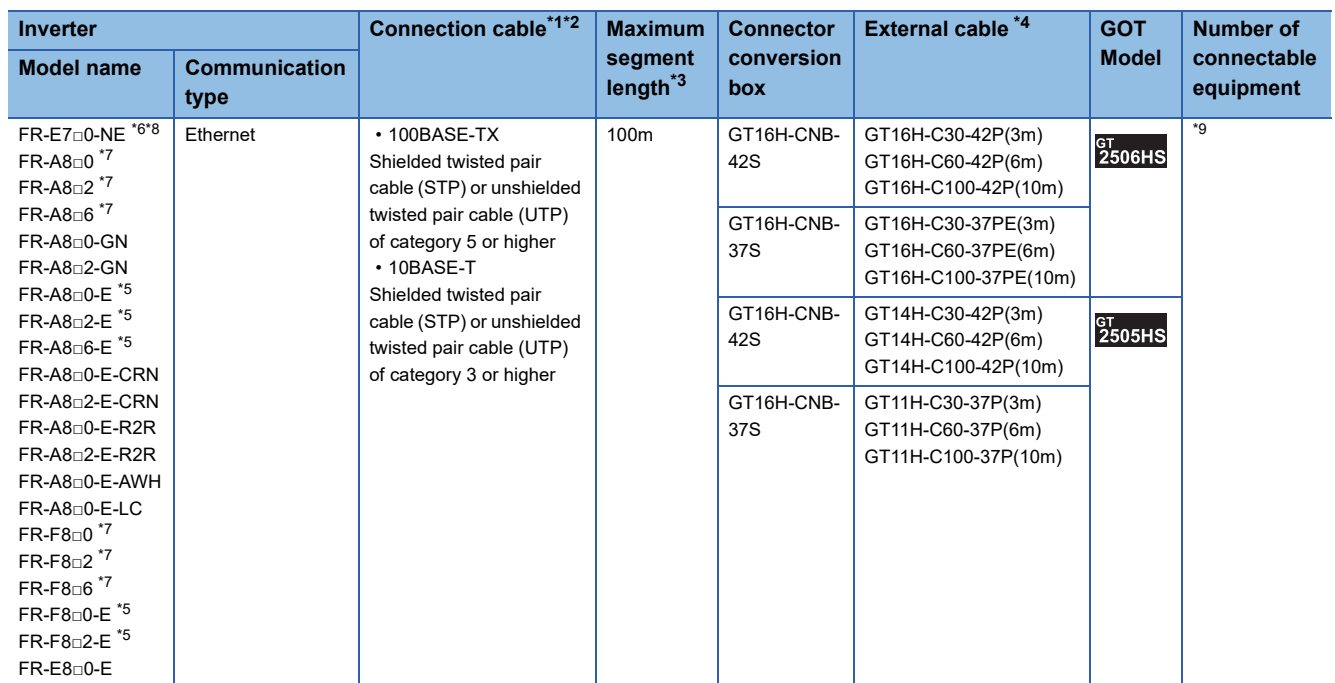 Inverter
Connection cable*1*2
Maximum segment length*3
Connector conversion box
External cable *4
GOT Model
Number of connectable equipment
Model name
Communication type
FR-E7□0-NE *6*8
FR-A8□0 *7
FR-A8□2 *7
FR-A8□6 *7
FR-A8□0-GN
FR-A8□2-GN
FR-A8□0-E *5
FR-A8□2-E *5
FR-A8□6-E *5
FR-A8□0-E-CRN
FR-A8□2-E-CRN
FR-A8□0-E-R2R
FR-A8□2-E-R2R
FR-A8□0-E-AWH
FR-A8□0-E-LC
FR-F8□0 *7
FR-F8□2 *7
FR-F8□6 *7
FR-F8□0-E *5
FR-F8□2-E *5
FR-E8□0-E
Ethernet
• 100BASE-TX
Shielded twisted pair
cable (STP) or unshielded
twisted pair cable (UTP)
of category 5 or higher
• 10BASE-T
Shielded twisted pair
cable (STP) or unshielded
twisted pair cable (UTP)
of category 3 or higher
100m
GT16H-CNB-
42S
GT16H-C30-42P(3m)
GT16H-C60-42P(6m)
GT16H-C100-42P(10m)
GT
2506HS
*9
GT16H-CNB-
37S
GT16H-C30-37PE(3m)
GT16H-C60-37PE(6m)
GT16H-C100-37PE(10m)
GT16H-CNB-
42S
GT14H-C30-42P(3m)
GT14H-C60-42P(6m)
GT14H-C100-42P(10m)
GT
2505HS
GT16H-CNB-
37S
GT11H-C30-37P(3m)
GT11H-C60-37P(6m)
GT11H-C100-37P(10m)